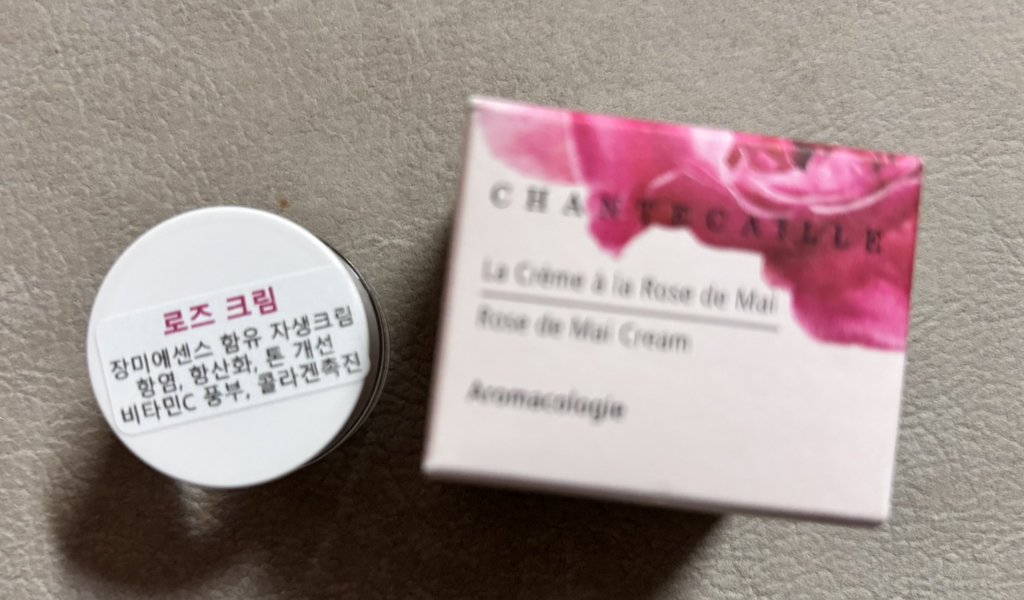 로즈 크림
장미에센스 함유 자생크림
항염, 항산화, 톤 개선
비타민C 풍부, 콜라겐촉진
CHANTECAILLE
La Crème à la Rose de Maï
Rose de Maï Cream
Aromacologie